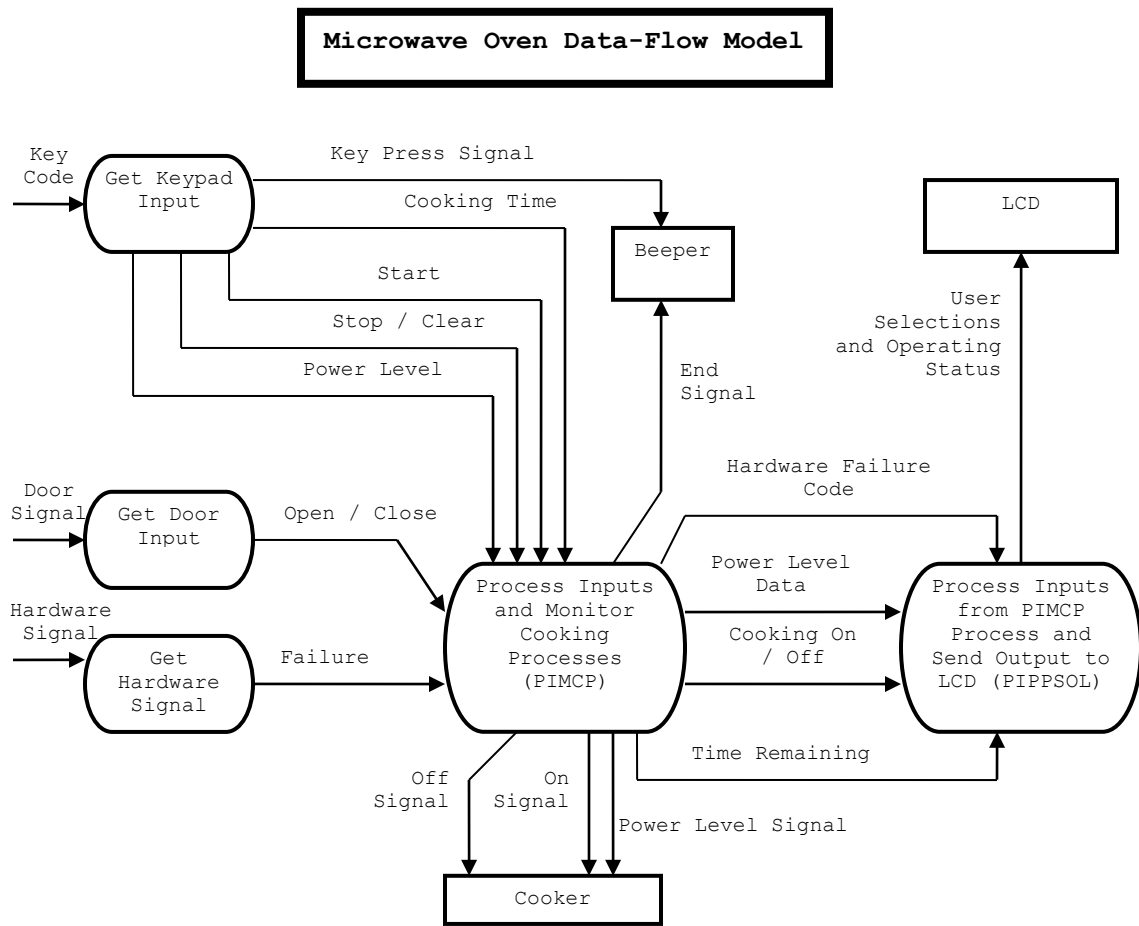 Microwave Oven Data-Flow Model
Key
Code
Get Keypad
Input
Key Press Signal
Cooking Time
Beeper
LCD
Start
Stop / Clear
Power Level
User
Selections
and Operating
Status
End
Signal
Door
Signal
Get Door
Input
Open / Close
Hardware Failure
Code
Hardware
Signal
Get
Hardware
Signal
Failure
Process Inputs
and Monitor
Cooking
Processes
(PIMCP)
Power Level
Data
Cooking On
/ Off
Process Inputs
from PIMCP
Process and
Send Output to
LCD (PIPPSOL)
Time Remaining
Off
Signal
On
Signal
Power Level Signal
Cooker